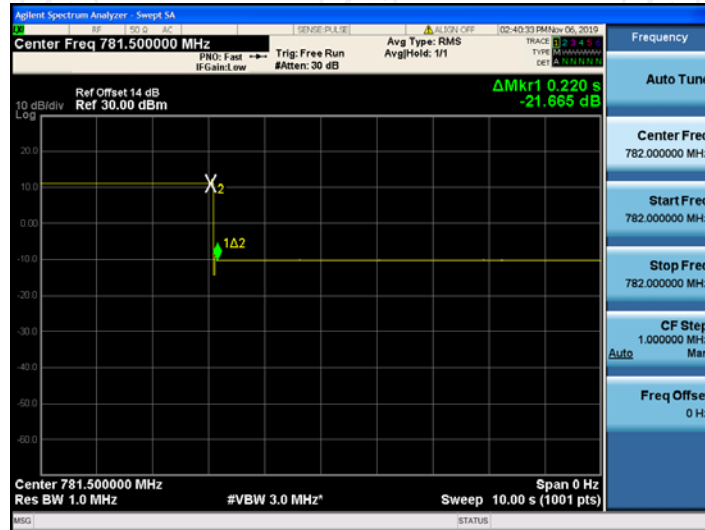 Agilent Spectrum Analyzer - Swept SA
RF 50 Ω AC SENSE:PULSE ALIGN OFF 02:40:33 PM Nov 06, 2019
Center Freq 781.500000 MHz
PNO: Fast
IFGain:Low
Trig: Free Run
#Atten: 30 dB
Avg Type: RMS
Avg|Hold: 1/1
TRACE 1 2 3 4 5 6
TYPE M
DET A N N N N N
Frequency
Ref Offset 14 dB
10 dB/div Ref 30.00 dBm
Log
ΔMkr1 0.220 s
-21.665 dB
20.0
10.0
0.00
-10.0
-20.0
-30.0
-40.0
-50.0
-60.0
X2
1Δ2
Auto Tune
Center Freq
782.000000 MHz
Start Freq
782.000000 MHz
Stop Freq
782.000000 MHz
CF Step
1.000000 MHz
Auto Man
Freq Offset
0 Hz
Center 781.500000 MHz Span 0 Hz
Res BW 1.0 MHz #VBW 3.0 MHz* Sweep 10.00 s (1001 pts)
MSG STATUS